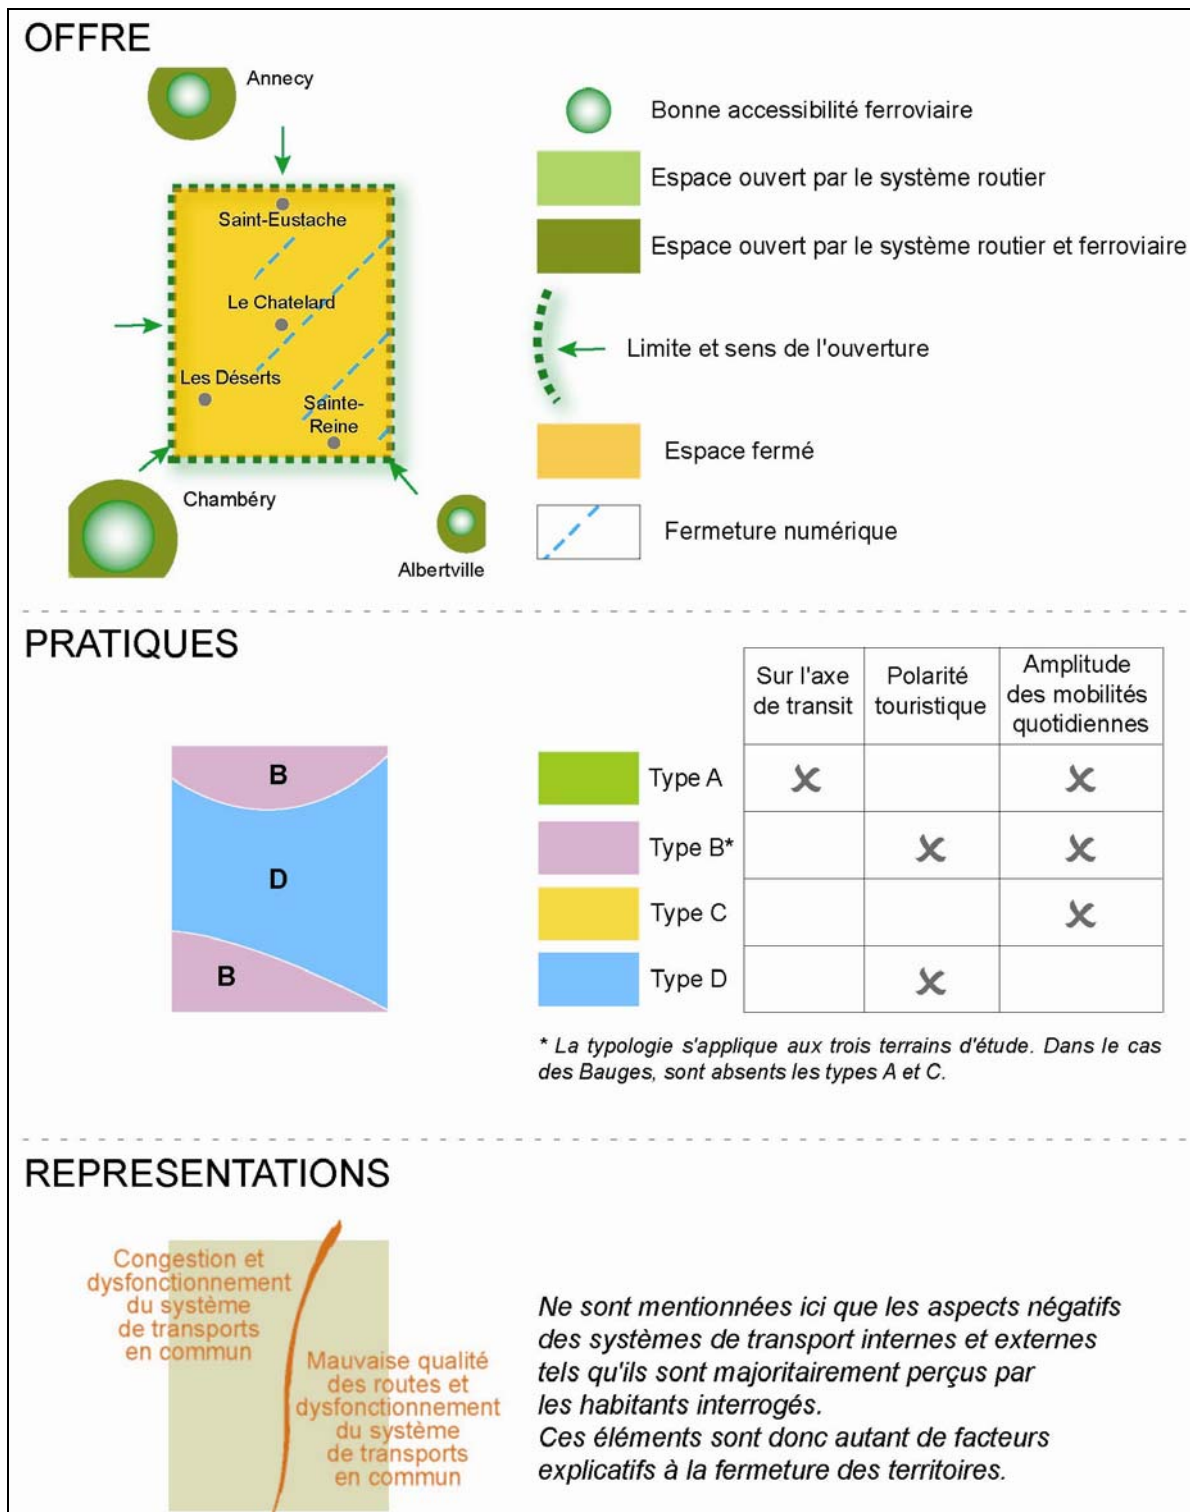 OFFRE
Annecy
Saint-Eustache
Le Chatelard
Les Déserts
Sainte-
Reine
Chambéry
Albertville
Bonne accessibilité ferroviaire
Espace ouvert par le système routier
Espace ouvert par le système routier et ferroviaire
Limite et sens de l'ouverture
Espace fermé
Fermeture numérique
PRATIQUES
B
D
B
Sur l'axe
de transit
Polarité
touristique
Amplitude
des mobilités
quotidiennes
Type A
Type B*
Type C
Type D
* La typologie s'applique aux trois terrains d'étude. Dans le cas
des Bauges, sont absents les types A et C.
REPRESENTATIONS
Congestion et
dysfonctionnement
du système
de transports
en commun
Mauvaise qualité
des routes et
dysfonctionnement
du système
de transports
en commun
Ne sont mentionnées ici que les aspects négatifs
des systèmes de transport internes et externes
tels qu'ils sont majoritairement perçus par
les habitants interrogés.
Ces éléments sont donc autant de facteurs
explicatifs à la fermeture des territoires.